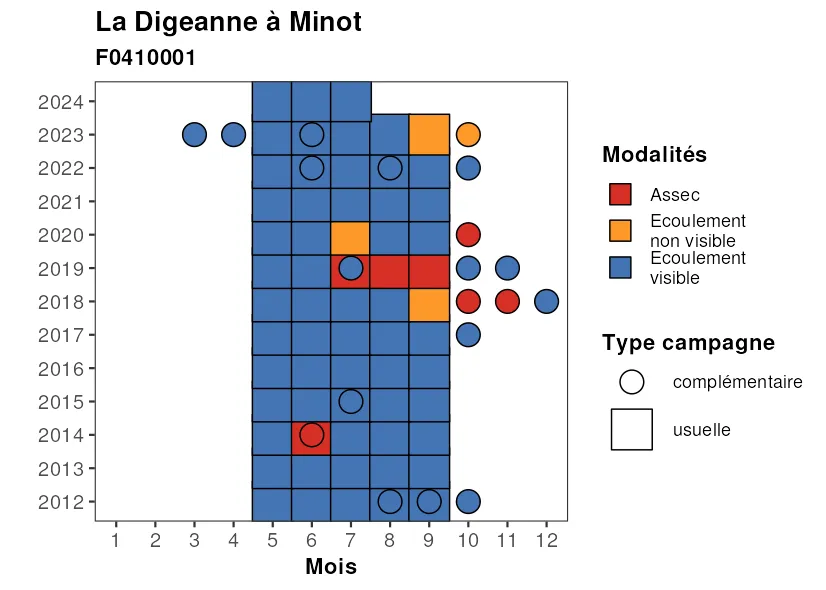 La Digeanne à Minot
F0410001
2024
2023
2022
2021
2020
2019
2018
2017
2016
2015
2014
2013
2012
1 2 3 4 5 6 7 8 9 10 11 12
Mois
Modalités
Assec
Ecoulement
non visible
Ecoulement
visible
Type campagne
complémentaire
usuelle